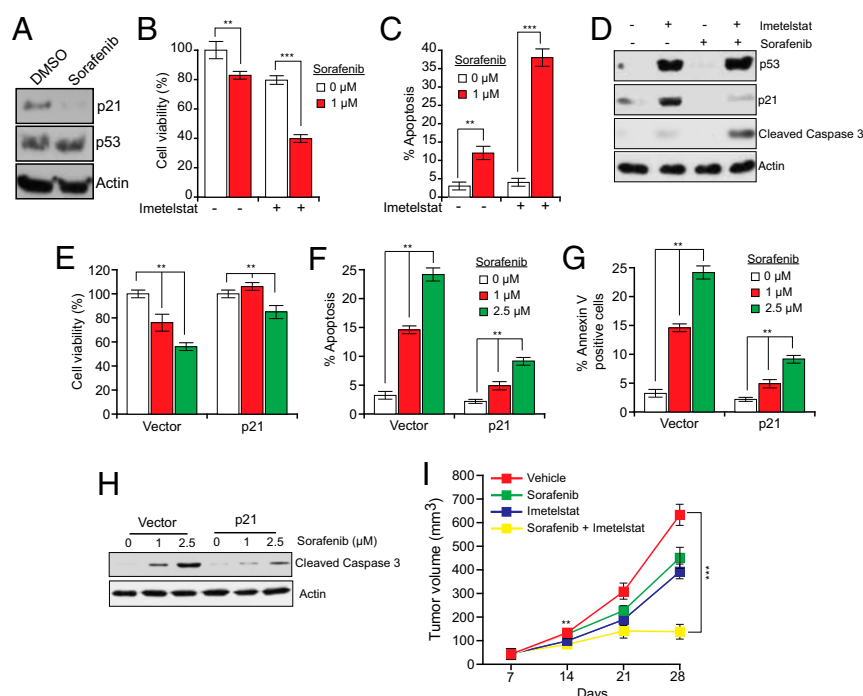 A
DMSO
Sorafenib
p21
p53
Actin
B
Cell viability (%)
100
80
60
40
20
0
**
***
Sorafenib
0 µM
1 µM
Imetelstat
- - + +
C
% Apoptosis
40
35
30
25
20
15
10
5
0
**
***
Sorafenib
0 µM
1 µM
Imetelstat
- - + +
D
- + - + Imetelstat
- - + + Sorafenib
p53
p21
Cleaved Caspase 3
Actin
E
Cell viability (%)
120
100
80
60
40
20
0
**
**
Vector
p21
F
% Apoptosis
25
20
15
10
5
0
**
**
Sorafenib
0 µM
1 µM
2.5 µM
Vector
p21
G
% Annexin V
positive cells
25
20
15
10
5
0
**
**
Sorafenib
0 µM
1 µM
2.5 µM
Vector
p21
H
Vector p21
0 1 2.5 0 1 2.5 Sorafenib (µM)
Cleaved Caspase 3
Actin
I
Vehicle
Sorafenib
Imetelstat
Sorafenib + Imetelstat
Tumor volume (mm3)
800
700
600
500
400
300
200
100
0
**
***
7 14 21 28
Days